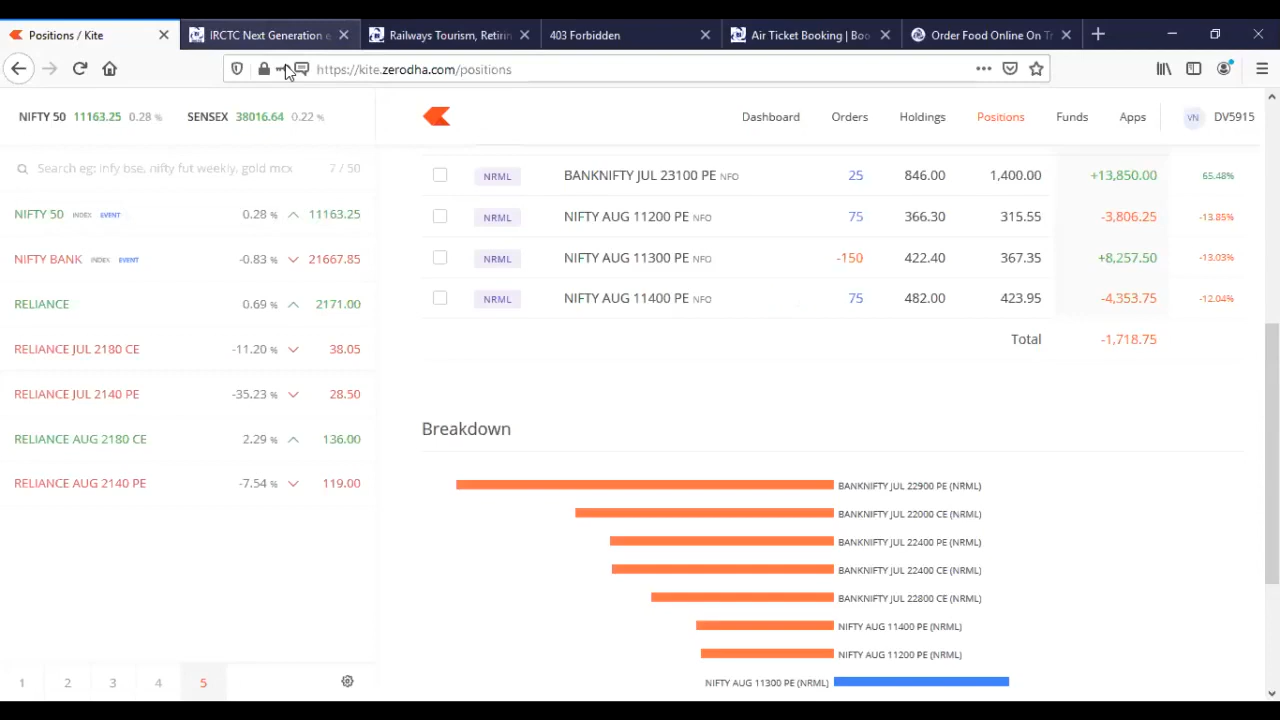 Positions / Kite
IRCTC Next Generation e
Railways Tourism, Retirin
403 Forbidden
Air Ticket Booking | Boo
Order Food Online On T
https://kite.zerodha.com/positions
NIFTY 50 11163.25 0.28 %
SENSEX 38016.64 0.22 %
Dashboard Orders Holdings Positions Funds Apps
VN DV5915
Search eg: infy bse, nifty fut weekly, gold mcx 7 / 50
NIFTY 50 INDEX EVENT 0.28 % 11163.25
NIFTY BANK INDEX EVENT -0.83 % 21667.85
RELIANCE 0.69 % 2171.00
RELIANCE JUL 2180 CE -11.20 % 38.05
RELIANCE JUL 2140 PE -35.23 % 28.50
RELIANCE AUG 2180 CE 2.29 % 136.00
RELIANCE AUG 2140 PE -7.54 % 119.00
1 2 3 4 5
NRML BANKNIFTY JUL 23100 PE NFO 25 846.00 1,400.00 +13,850.00 65.48%
NRML NIFTY AUG 11200 PE NFO 75 366.30 315.55 -3,806.25 -13.85%
NRML NIFTY AUG 11300 PE NFO -150 422.40 367.35 +8,257.50 -13.03%
NRML NIFTY AUG 11400 PE NFO 75 482.00 423.95 -4,353.75 -12.04%
Total -1,718.75
Breakdown
BANKNIFTY JUL 22900 PE (NRML)
BANKNIFTY JUL 22000 CE (NRML)
BANKNIFTY JUL 22400 PE (NRML)
BANKNIFTY JUL 22400 CE (NRML)
BANKNIFTY JUL 22800 CE (NRML)
NIFTY AUG 11400 PE (NRML)
NIFTY AUG 11200 PE (NRML)
NIFTY AUG 11300 PE (NRML)